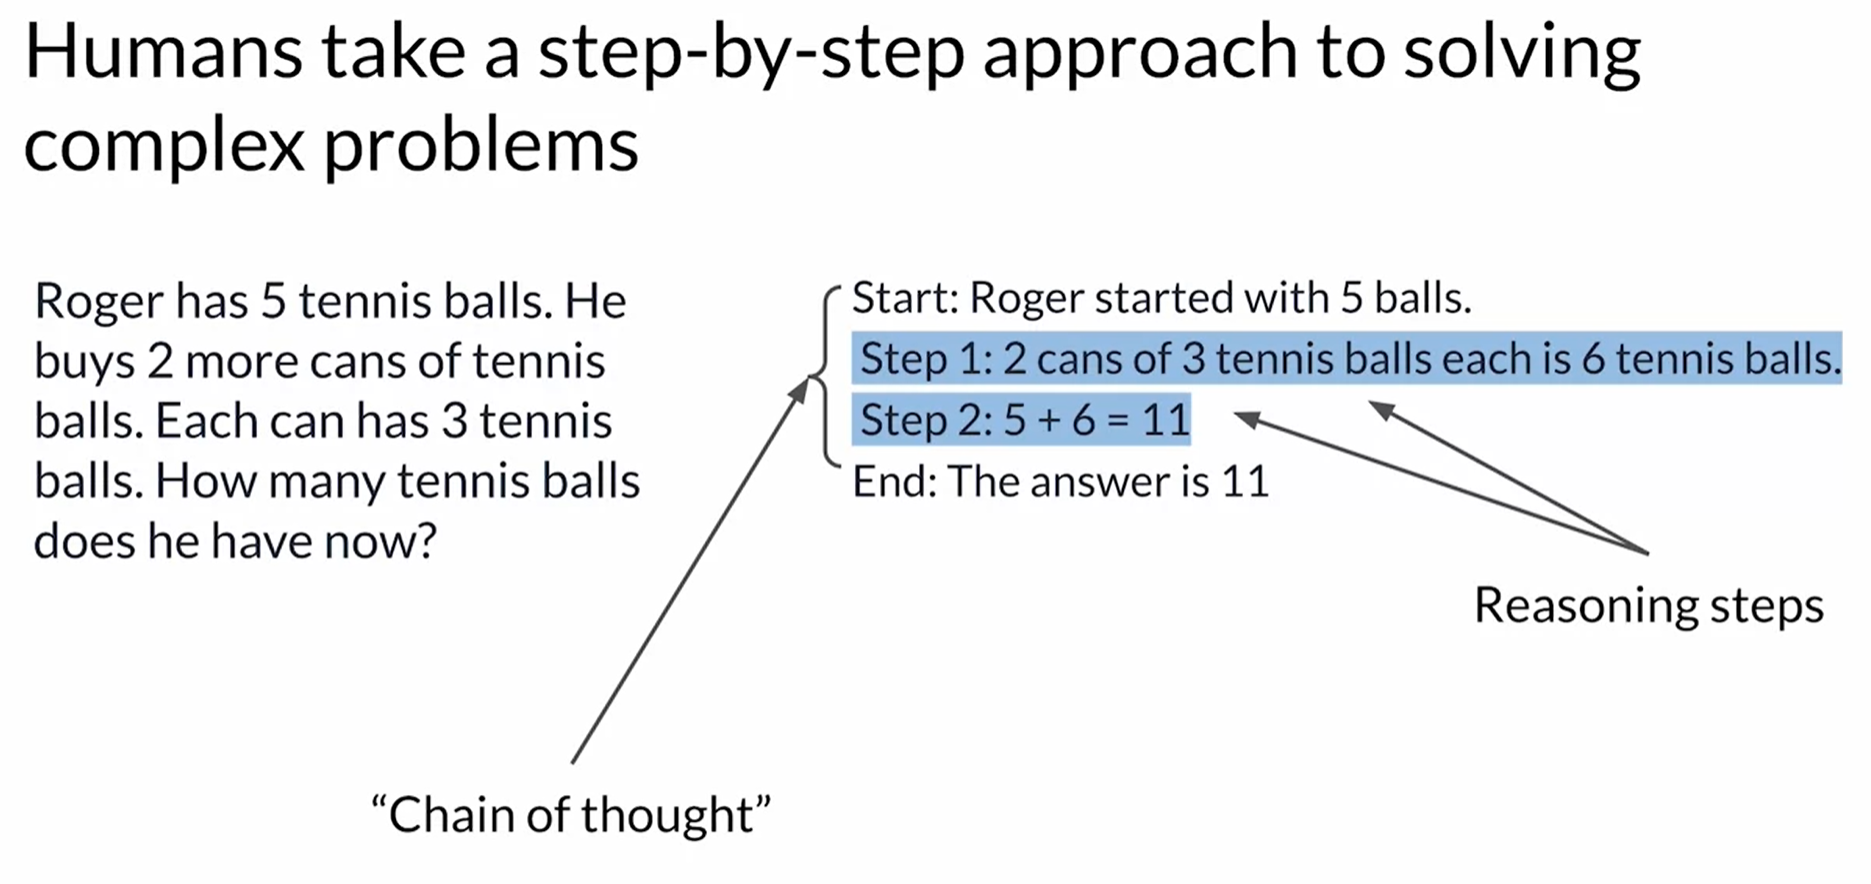 Humans take a step-by-step approach to solving
complex problems
Roger has 5 tennis balls. He
buys 2 more cans of tennis
balls. Each can has 3 tennis
balls. How many tennis balls
does he have now?
Start: Roger started with 5 balls.
Step 1: 2 cans of 3 tennis balls each is 6 tennis balls.
Step 2: 5 + 6 = 11
End: The answer is 11
Reasoning steps
“Chain of thought”